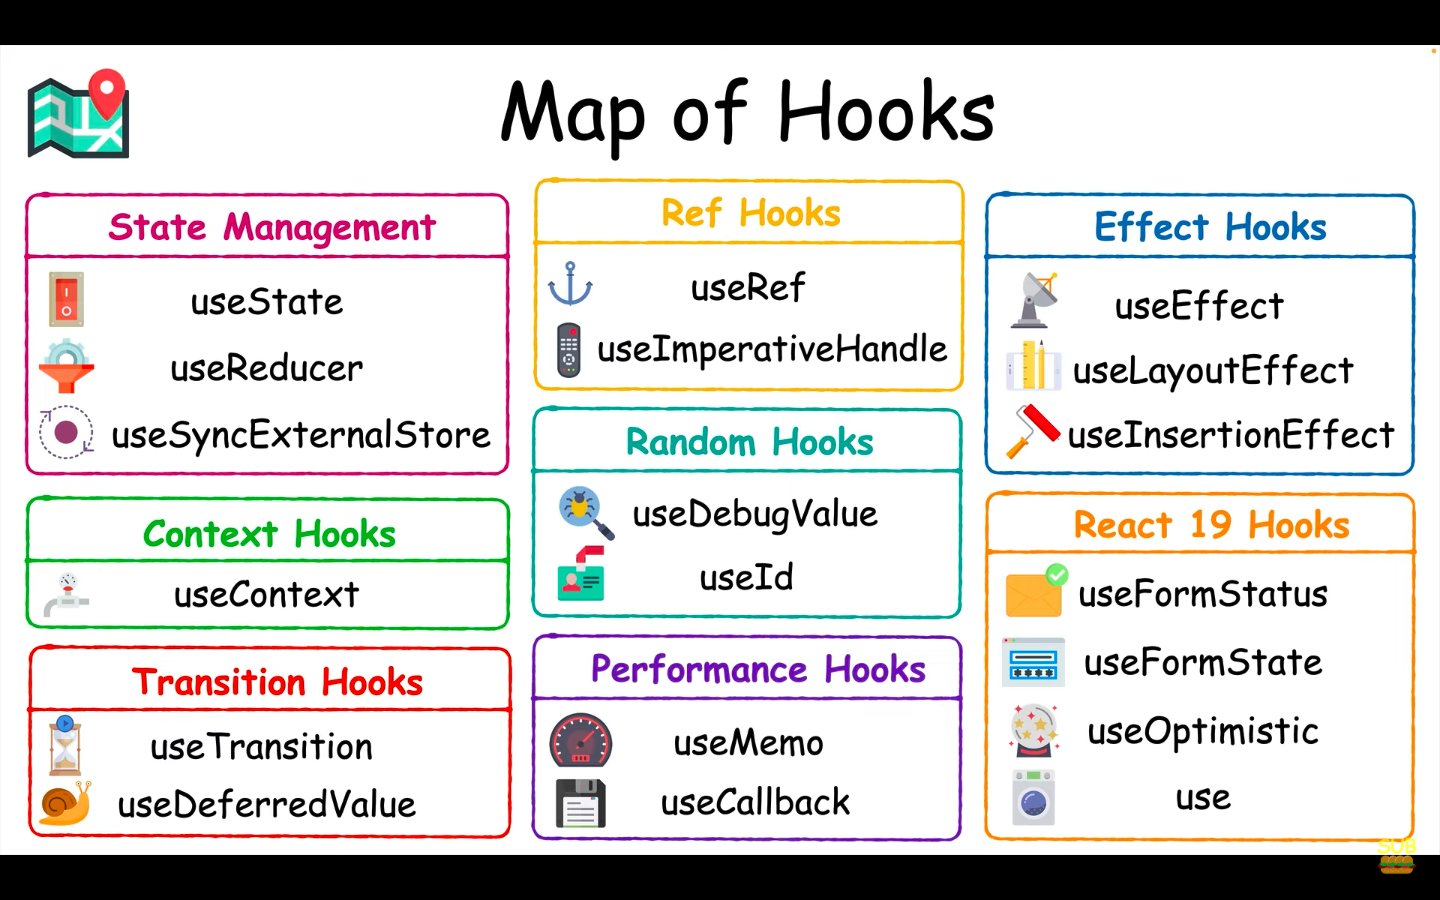 Map of Hooks
State Management
useState
useReducer
useSyncExternalStore
Context Hooks
useContext
Transition Hooks
useTransition
useDeferredValue
Ref Hooks
useRef
useImperativeHandle
Random Hooks
useDebugValue
useId
Performance Hooks
useMemo
useCallback
Effect Hooks
useEffect
useLayoutEffect
useInsertionEffect
React 19 Hooks
useFormStatus
useFormState
useOptimistic
use
SUB